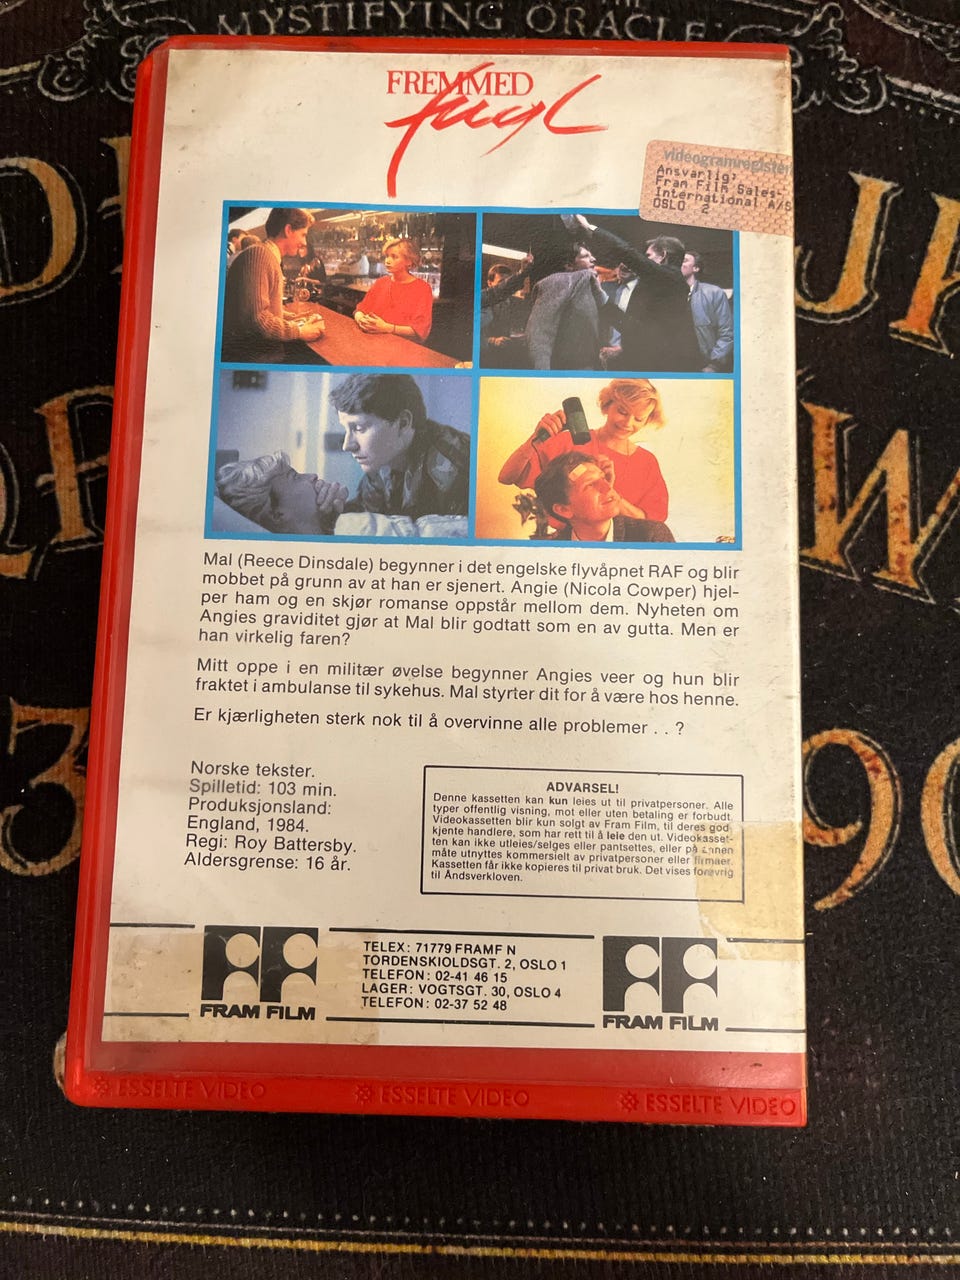 MYSTIFYING ORACLE
FREMMED
fugl
videogramregister
Ansvarlig:
Fram Film Sales-
International A/S
OSLO 2
Mal (Reece Dinsdale) begynner i det engelske flyvåpnet RAF og blir
mobbet på grunn av at han er sjenert. Angie (Nicola Cowper) hjel-
per ham og en skjør romanse oppstår mellom dem. Nyheten om
Angies graviditet gjør at Mal blir godtatt som en av gutta. Men er
han virkelig faren?
Mitt oppe i en militær øvelse begynner Angies veer og hun blir
fraktet i ambulanse til sykehus. Mal styrter dit for å være hos henne.
Er kjærligheten sterk nok til å overvinne alle problemer . . ?
Norske tekster.
Spilletid: 103 min.
Produksjonsland:
England, 1984.
Regi: Roy Battersby.
Aldersgrense: 16 år.
ADVARSEL!
Denne kassetten kan kun leies ut til privatpersoner. Alle
typer offentlig visning, mot eller uten betaling er forbudt.
Videokassetten blir kun solgt av Fram Film, til deres god-
kjente handlere, som har rett til å leie den ut. Videokasset-
ten kan ikke utleies/selges eller pantsettes, eller på annen
måte utnyttes kommersielt av privatpersoner eller firmaer.
Kassetten får ikke kopieres til privat bruk. Det vises forøvrig
til Åndsverkloven.
FF
FRAM FILM
TELEX: 71779 FRAMF N
TORDENSKIOLDSGT. 2, OSLO 1
TELEFON: 02-41 46 15
LAGER: VOGTSGT. 30, OSLO 4
TELEFON: 02-37 52 48
FF
FRAM FILM
ESSELTE VIDEO ESSELTE VIDEO ESSELTE VIDEO